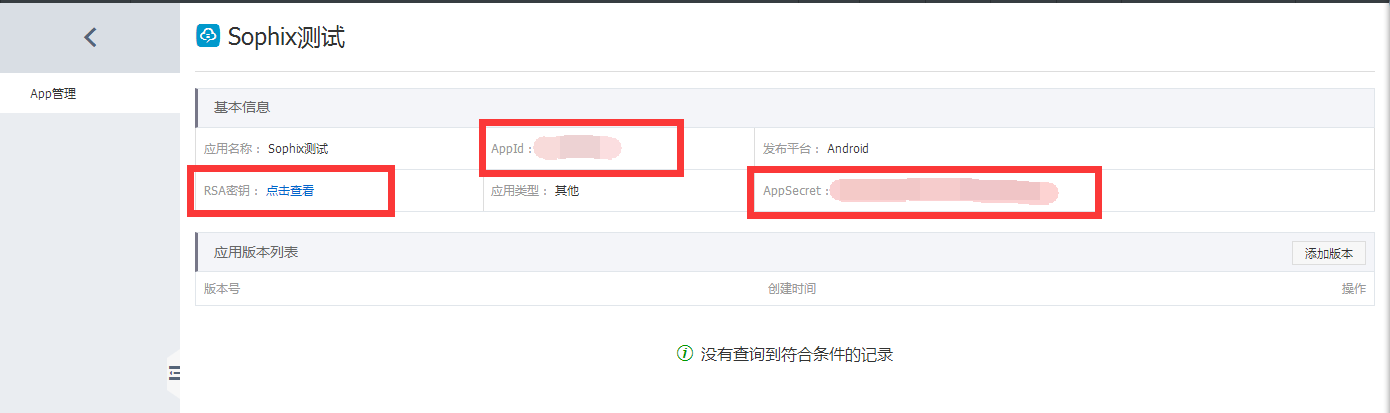 Sophix测试
App管理
基本信息
应用名称： Sophix测试
AppId：
发布平台： Android
RSA密钥： 点击查看
应用类型： 其他
AppSecret：
应用版本列表
添加版本
版本号
创建时间
操作
没有查询到符合条件的记录